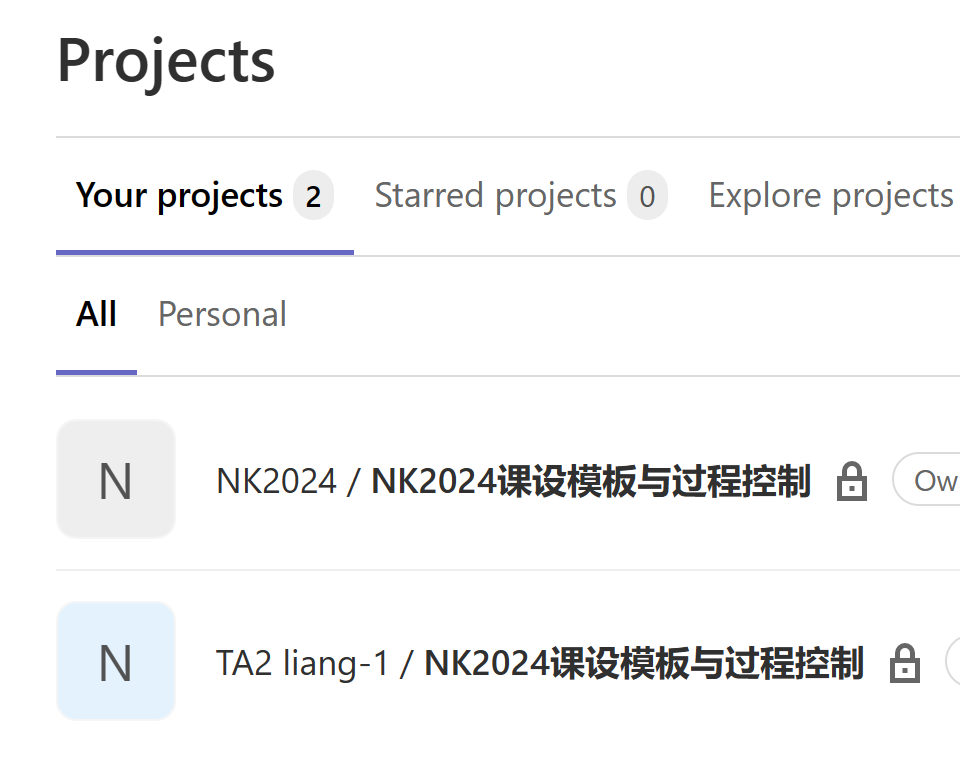 Projects
Your projects 2 Starred projects 0 Explore projects
All Personal
N NK2024 / NK2024课设模板与过程控制 Ow
N TA2 liang-1 / NK2024课设模板与过程控制